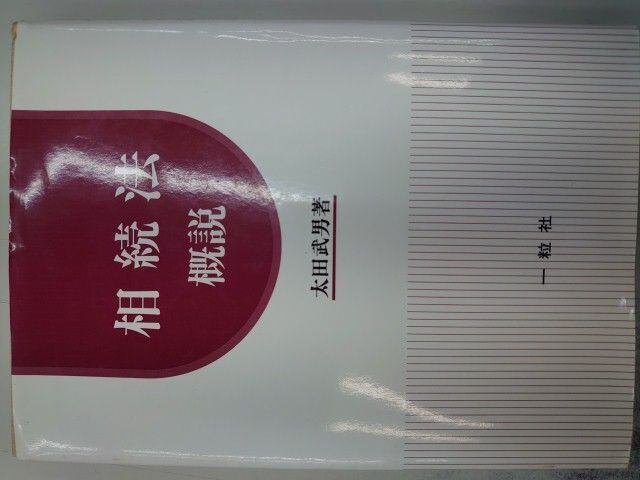 相続法
概説
太田武男著
一粒社